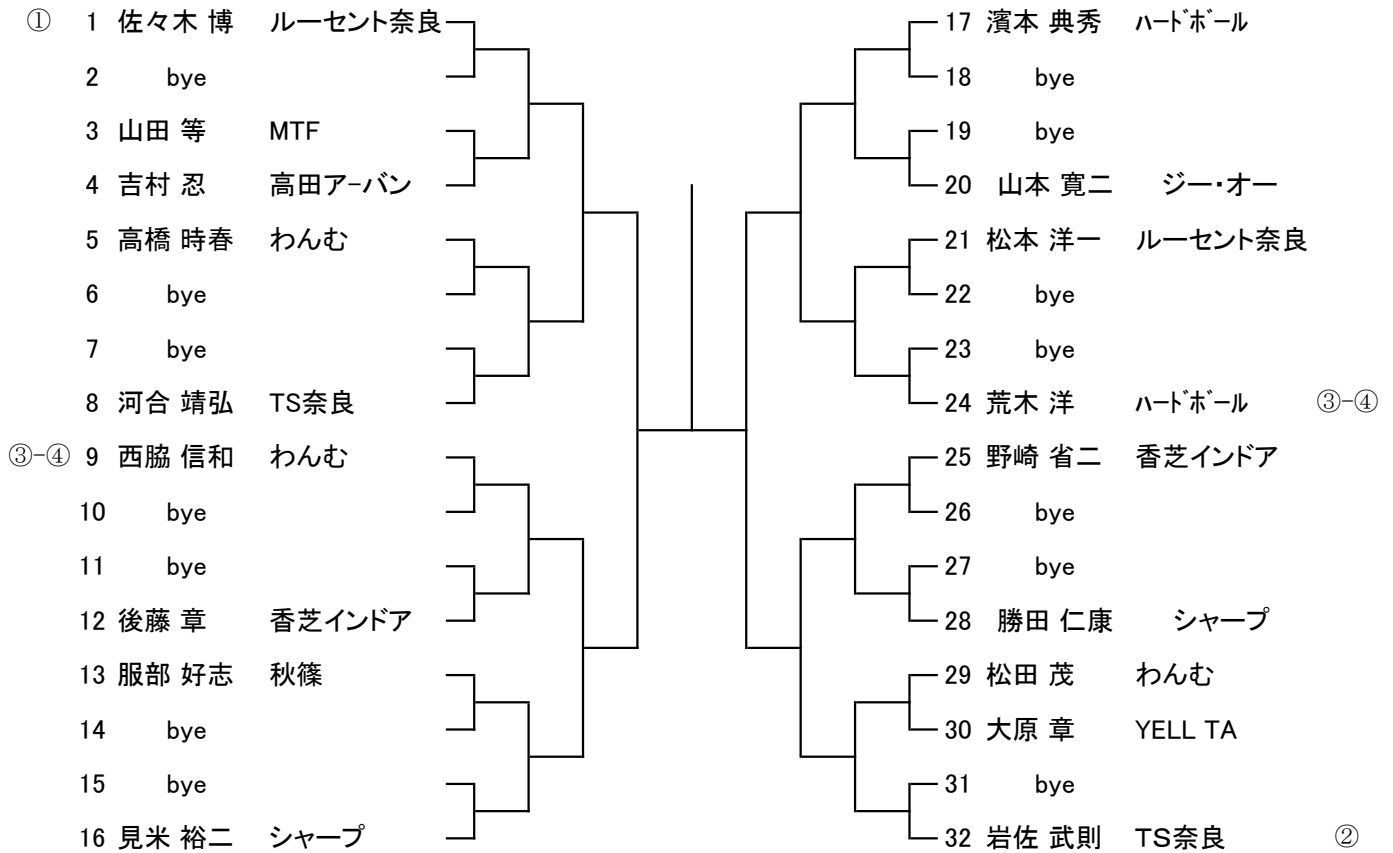 ① 1 佐々木 博 ルーセント奈良
2 bye
3 山田 等 MTF
4 吉村 忍 高田ア-バン
5 高橋 時春 わんむ
6 bye
7 bye
8 河合 靖弘 TS奈良
③-④ 9 西脇 信和 わんむ
10 bye
11 bye
12 後藤 章 香芝インドア
13 服部 好志 秋篠
14 bye
15 bye
16 見米 裕二 シャープ
17 濱本 典秀 ﾊｰﾄﾞﾎﾞｰﾙ
18 bye
19 bye
20 山本 寛二 ジー・オー
21 松本 洋一 ルーセント奈良
22 bye
23 bye
24 荒木 洋 ﾊｰﾄﾞﾎﾞｰﾙ ③-④
25 野崎 省二 香芝インドア
26 bye
27 bye
28 勝田 仁康 シャープ
29 松田 茂 わんむ
30 大原 章 YELL TA
31 bye
32 岩佐 武則 TS奈良 ②